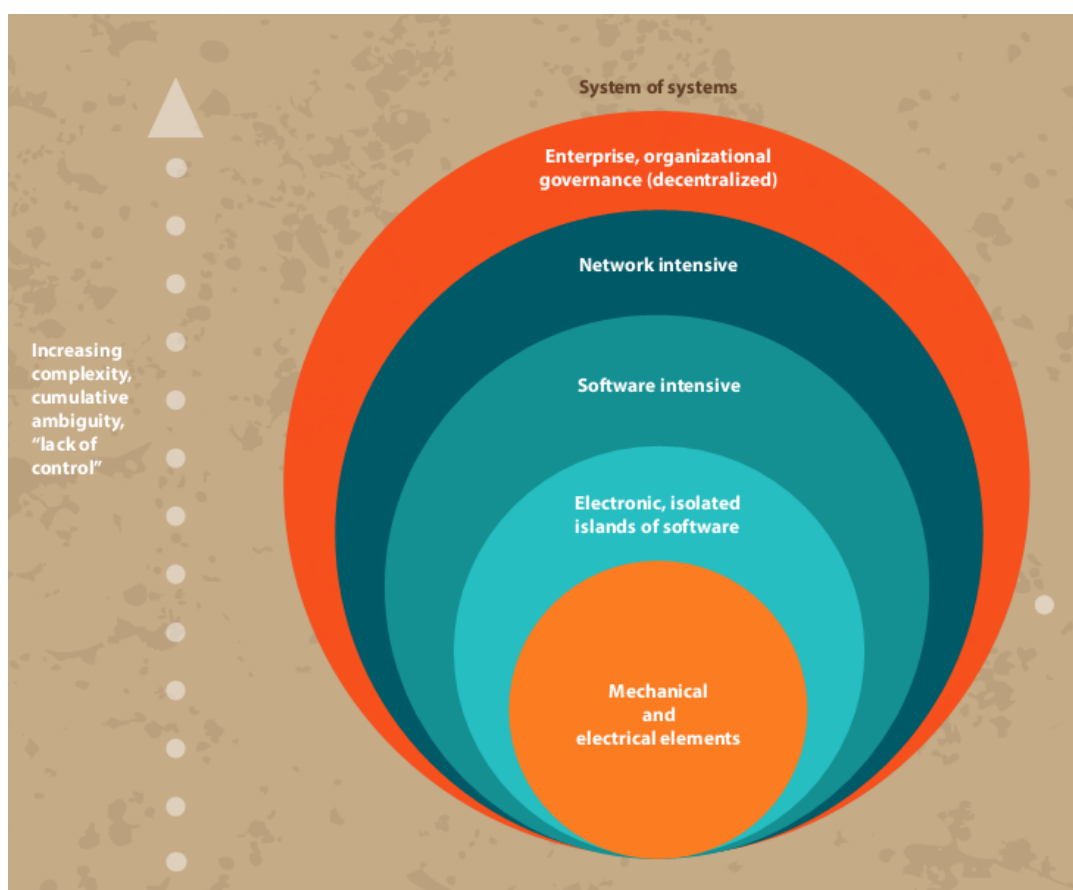 System of systems
Enterprise, organizational
governance (decentralized)
Network intensive
Increasing
complexity,
cumulative
ambiguity,
“lack of
control”
Software intensive
Electronic, isolated
islands of software
Mechanical
and
electrical elements